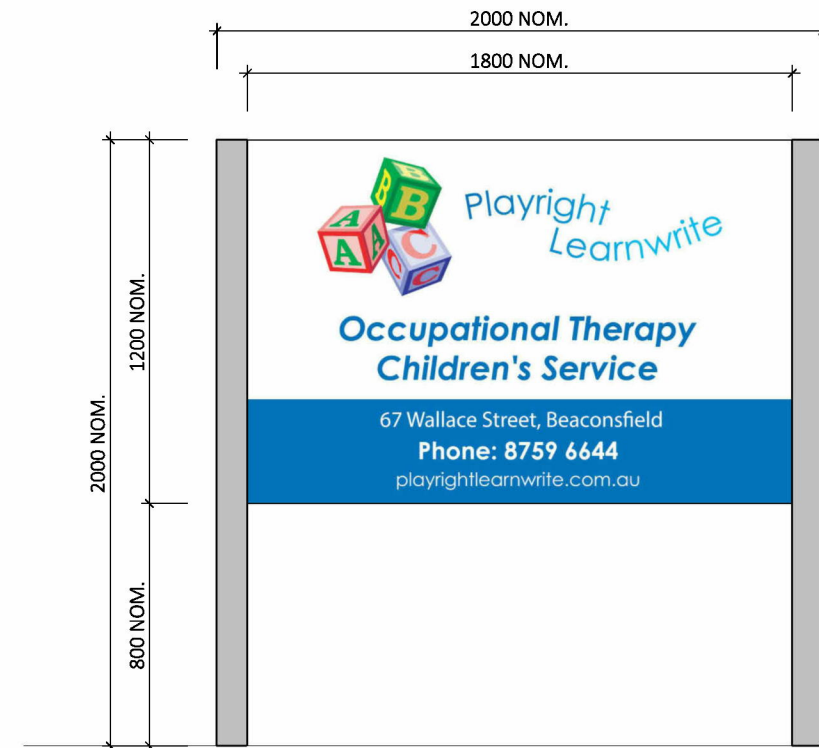 2000 NOM.
1800 NOM.
B
B
B
A
A
A
C
C
C
Playright
Learnwrite
Occupational Therapy
Children's Service
67 Wallace Street, Beaconsfield
Phone: 8759 6644
playrightlearnwrite.com.au
1200 NOM.
2000 NOM.
800 NOM.